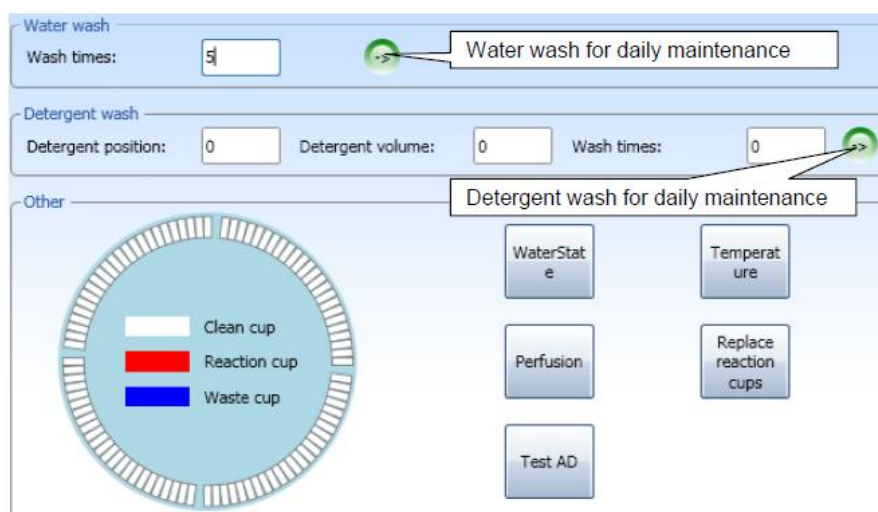 Water wash
Wash times: 5 -> Water wash for daily maintenance
Detergent wash
Detergent position: 0 Detergent volume: 0 Wash times: 0 ->
Detergent wash for daily maintenance
Other
WaterStat
e
Temperat
ure
Clean cup
Reaction cup
Waste cup
Perfusion
Replace
reaction
cups
Test AD